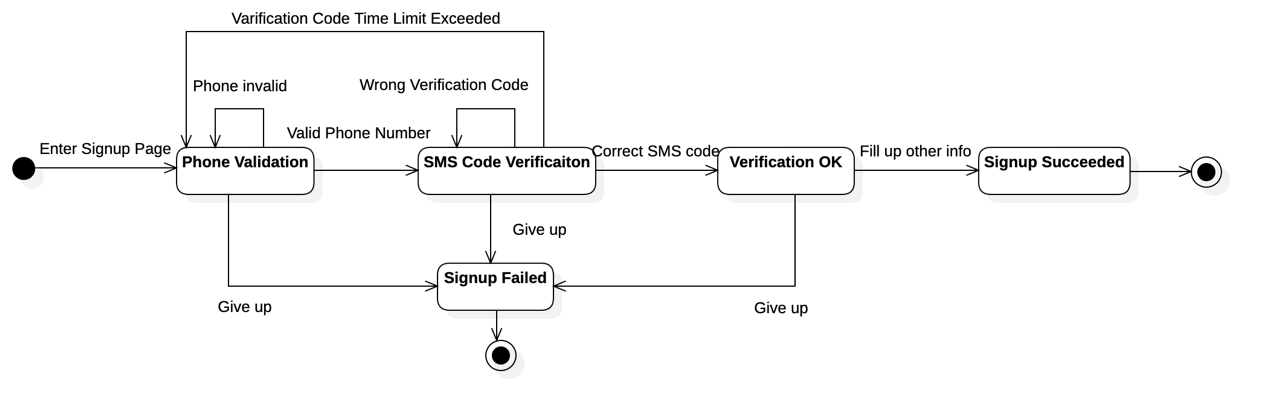 Varification Code Time Limit Exceeded
Phone invalid
Wrong Verification Code
Valid Phone Number
Enter Signup Page
Phone Validation
SMS Code Verificaiton
Correct SMS code
Verification OK
Fill up other info
Signup Succeeded
Give up
Signup Failed
Give up
Give up